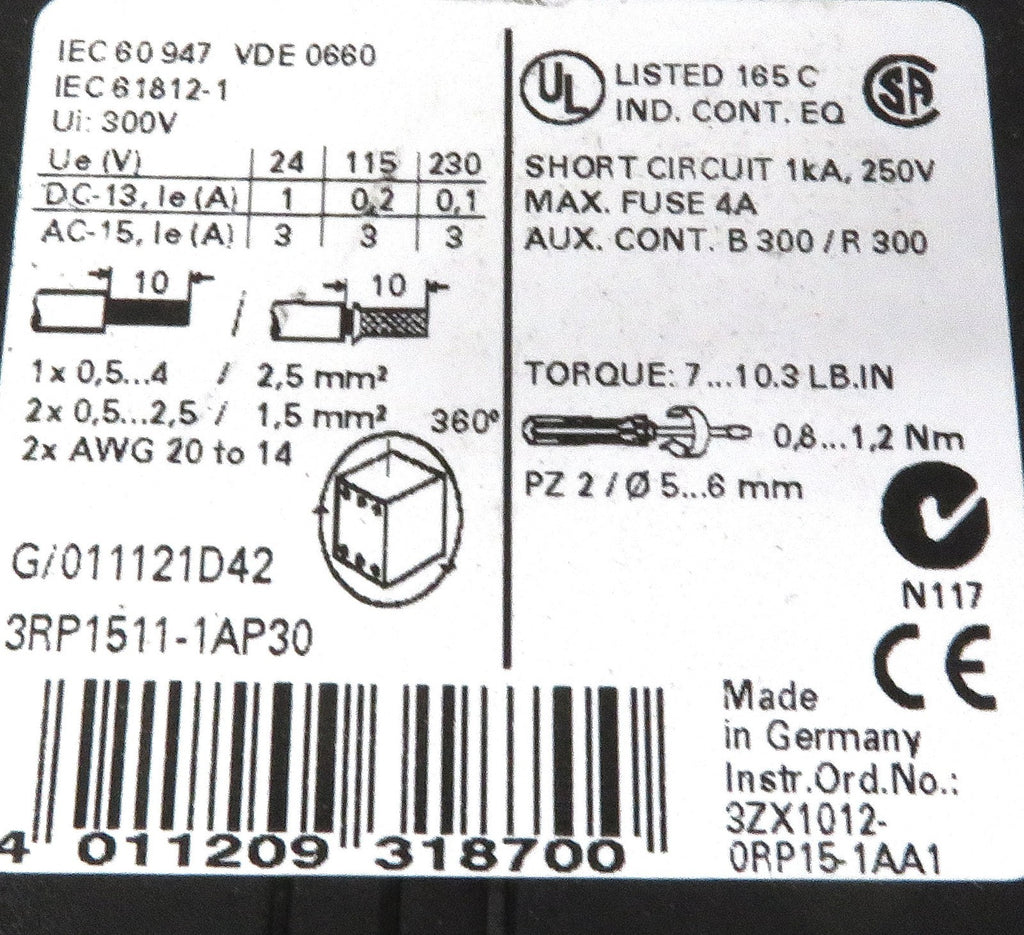 IEC 60 947 VDE 0660
IEC 61812-1
Ui: 300V
Ue (V) 24 115 230
DC-13, Ie (A) 1 0,2 0,1
AC-15, Ie (A) 3 3 3
10 / 10
1 x 0,5...4 / 2,5 mm²
2x 0,5...2,5 / 1,5 mm²
2x AWG 20 to 14
360°
G/011121D42
3RP1511-1AP30
4 011209 318700
UL LISTED 165 C SA
IND. CONT. EQ
SHORT CIRCUIT 1kA, 250V
MAX. FUSE 4A
AUX. CONT. B 300 / R 300
TORQUE: 7...10.3 LB.IN
0,8...1,2 Nm
PZ 2 / Ø 5...6 mm
N117
CE
Made
in Germany
Instr.Ord.No.:
3ZX1012-
0RP15-1AA1